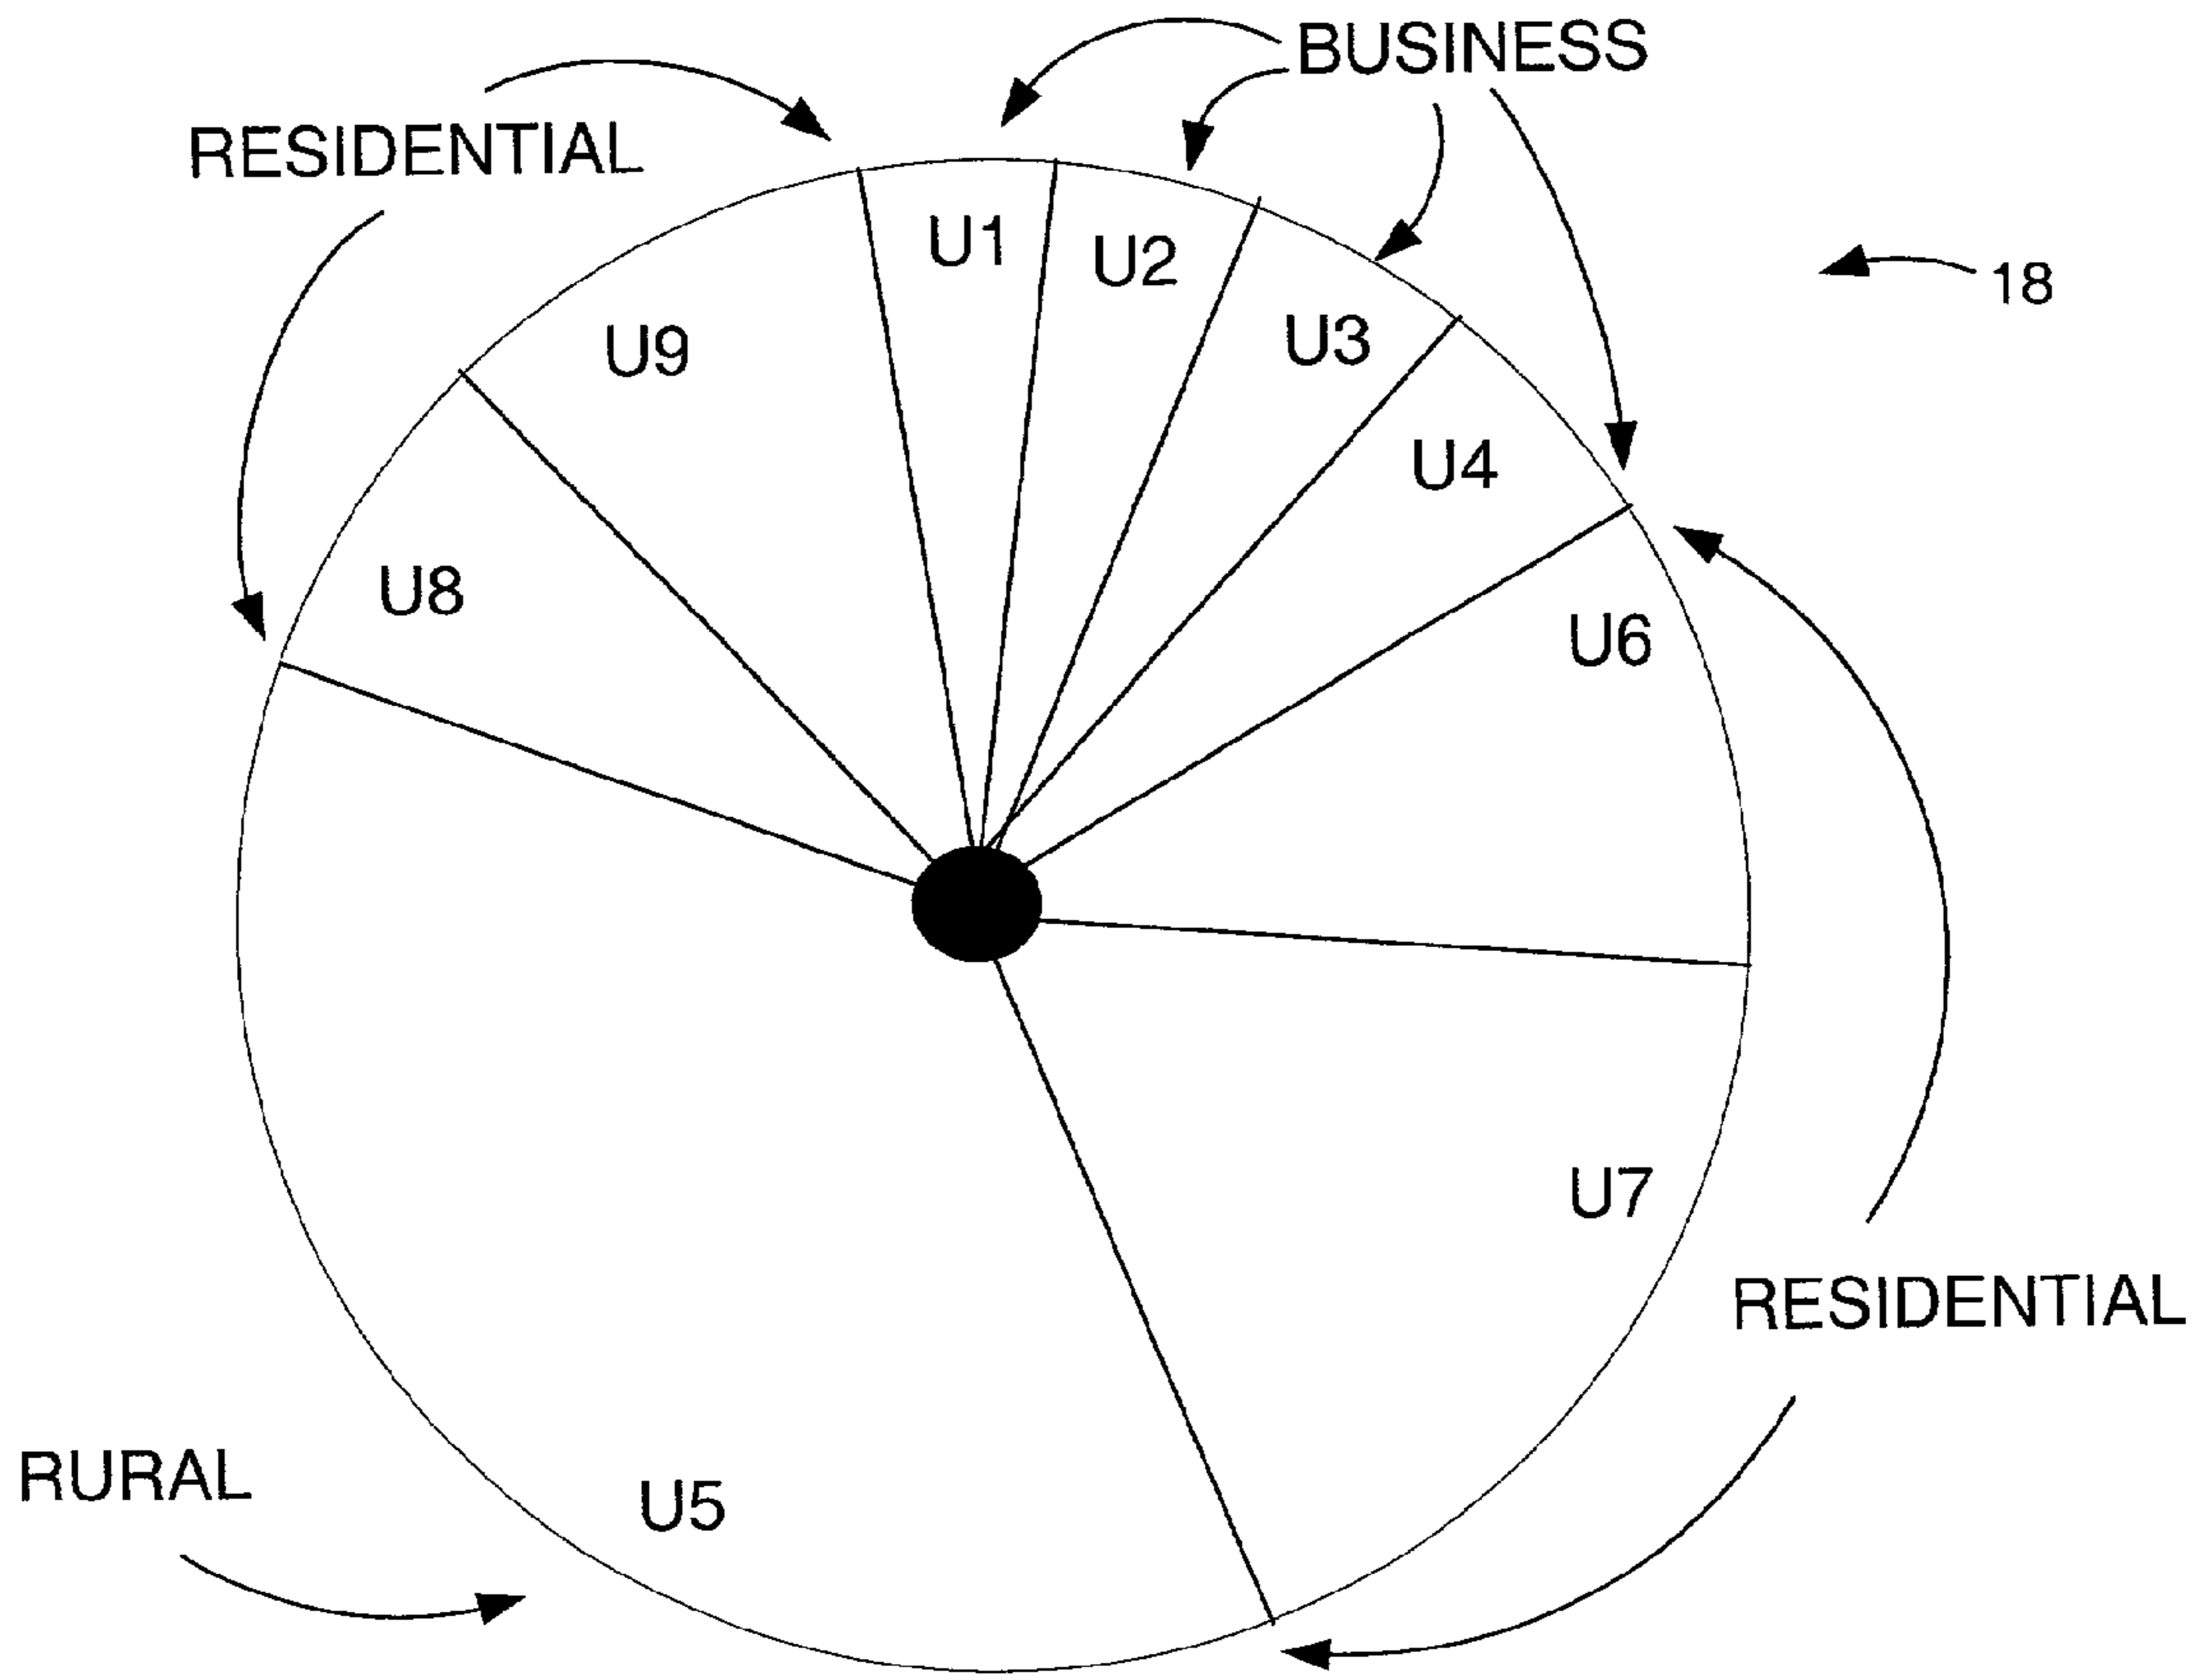 BUSINESS
RESIDENTIAL
U1
U2
18
U3
U9
U4
U8
U6
U7
RESIDENTIAL
RURAL
U5